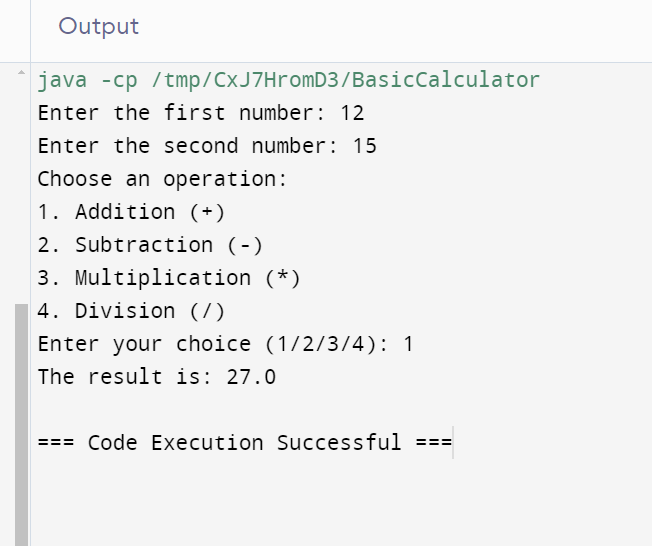 Output
java -cp /tmp/CxJ7HromD3/BasicCalculator
Enter the first number: 12
Enter the second number: 15
Choose an operation:
1. Addition (+)
2. Subtraction (-)
3. Multiplication (*)
4. Division (/)
Enter your choice (1/2/3/4): 1
The result is: 27.0
=== Code Execution Successful ===